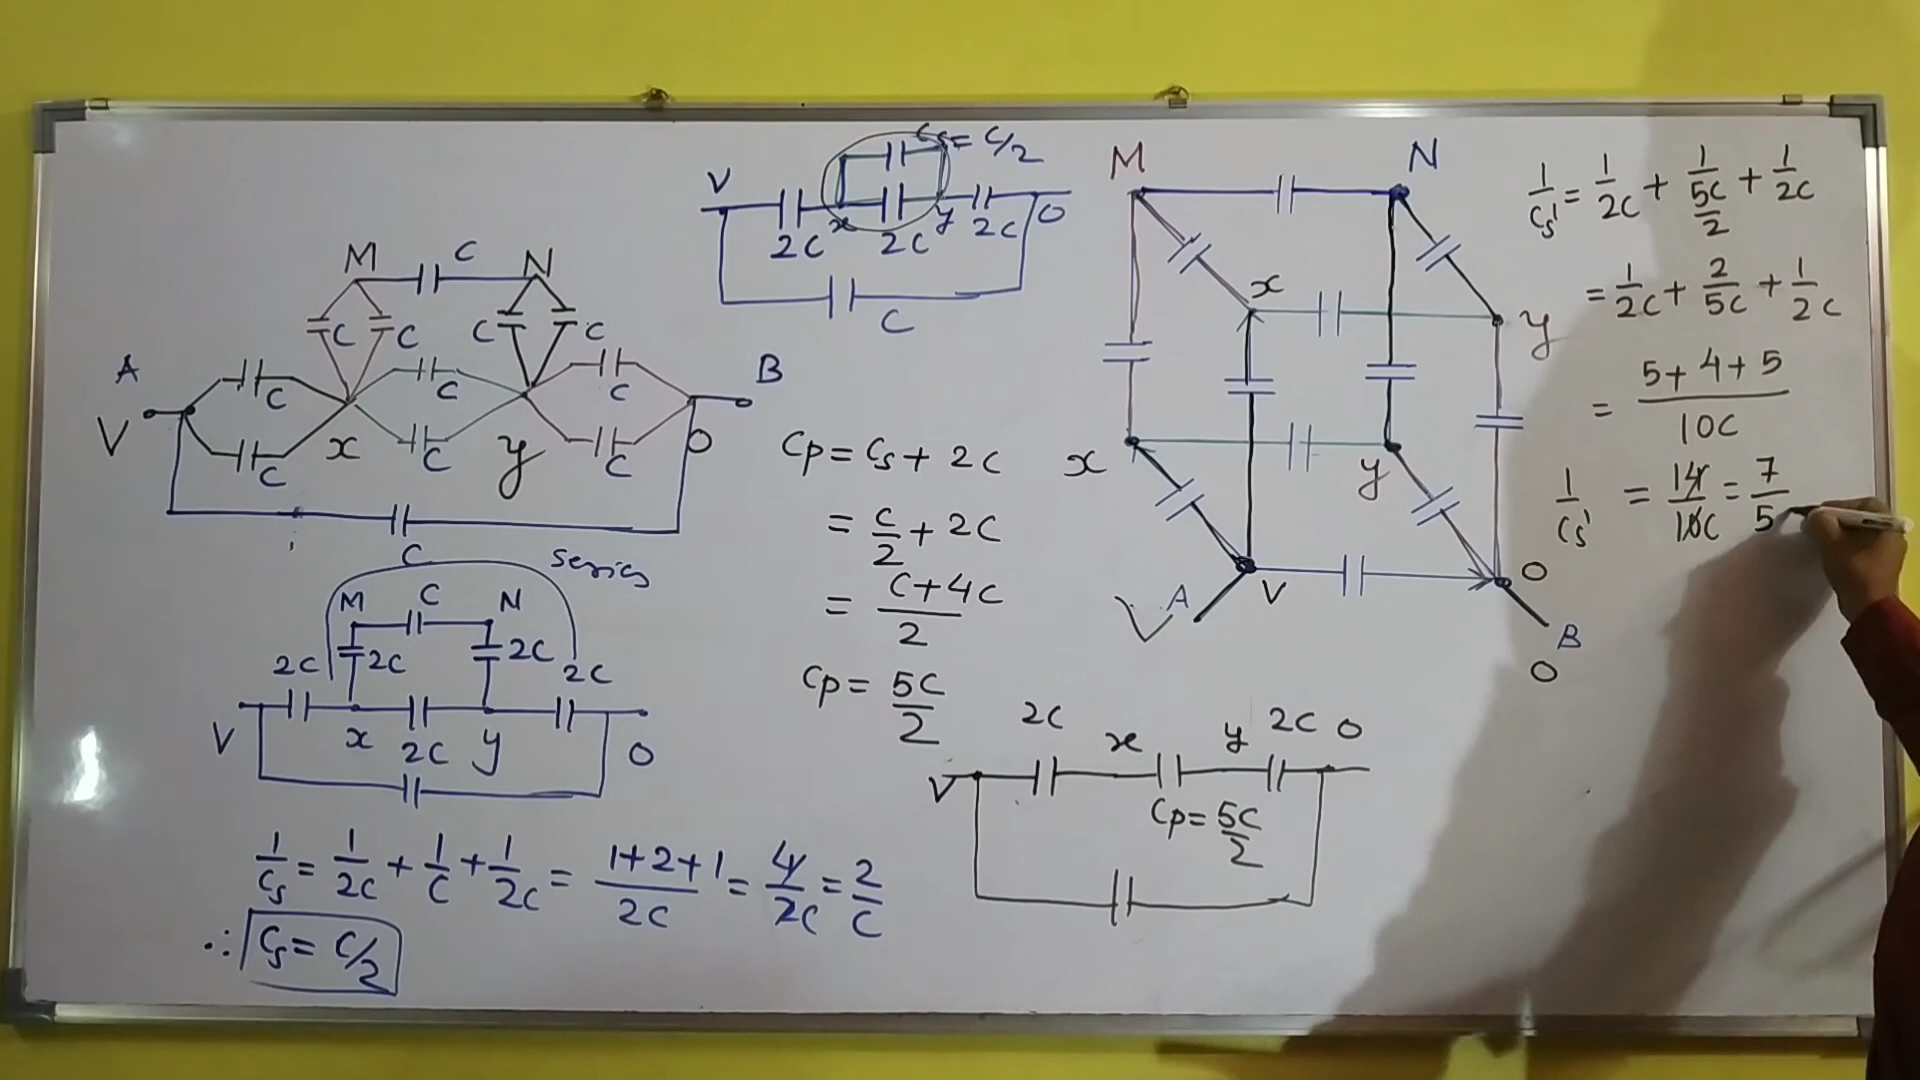 M C N
C C C C
A C C B
V x y O
C C C
C
V x y O
Cs = C/2
2C 2C 2C
C
series
M C N
2C 2C 2C 2C
V x 2C y O
1/Cs = 1/2C + 1/C + 1/2C = 1+2+1/2C = 4/2C = 2/C
∴ Cs = C/2
Cp = Cs + 2C
= C/2 + 2C
= C+4C/2
Cp = 5C/2
M N
x y
x y
V A V O
B
O
2C x y 2C O
V
Cp = 5C/2
1/Cs' = 1/2C + 1/5C/2 + 1/2C
= 1/2C + 2/5C + 1/2C
= 5+4+5/10C
1/Cs' = 14/10C = 7/5